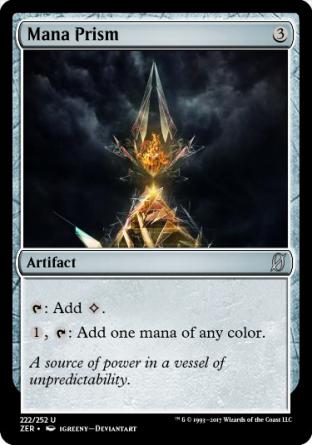 Mana Prism 3
Artifact
: Add .
1, : Add one mana of any color.
A source of power in a vessel of
unpredictability.
222/252 U
ZER • IGREENY—DEVIANTART
™ & © 1993–2017 Wizards of the Coast LLC